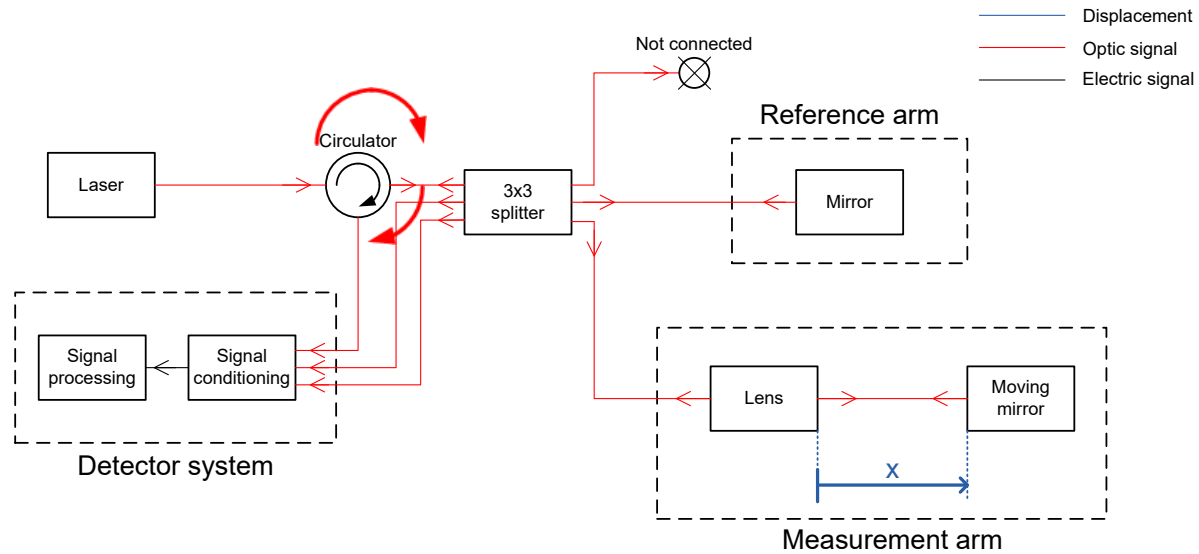 Displacement
Not connected
Optic signal
Electric signal
Reference arm
Circulator
Laser
3x3
splitter
Mirror
Signal
processing
Signal
conditioning
Lens
Moving
mirror
Detector system
x
Measurement arm